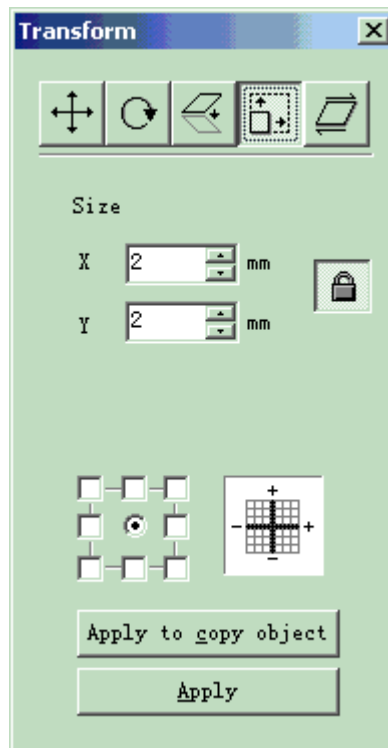 Transform
Size
X 2 mm
Y 2 mm
+
- +
-
Apply to copy object
Apply